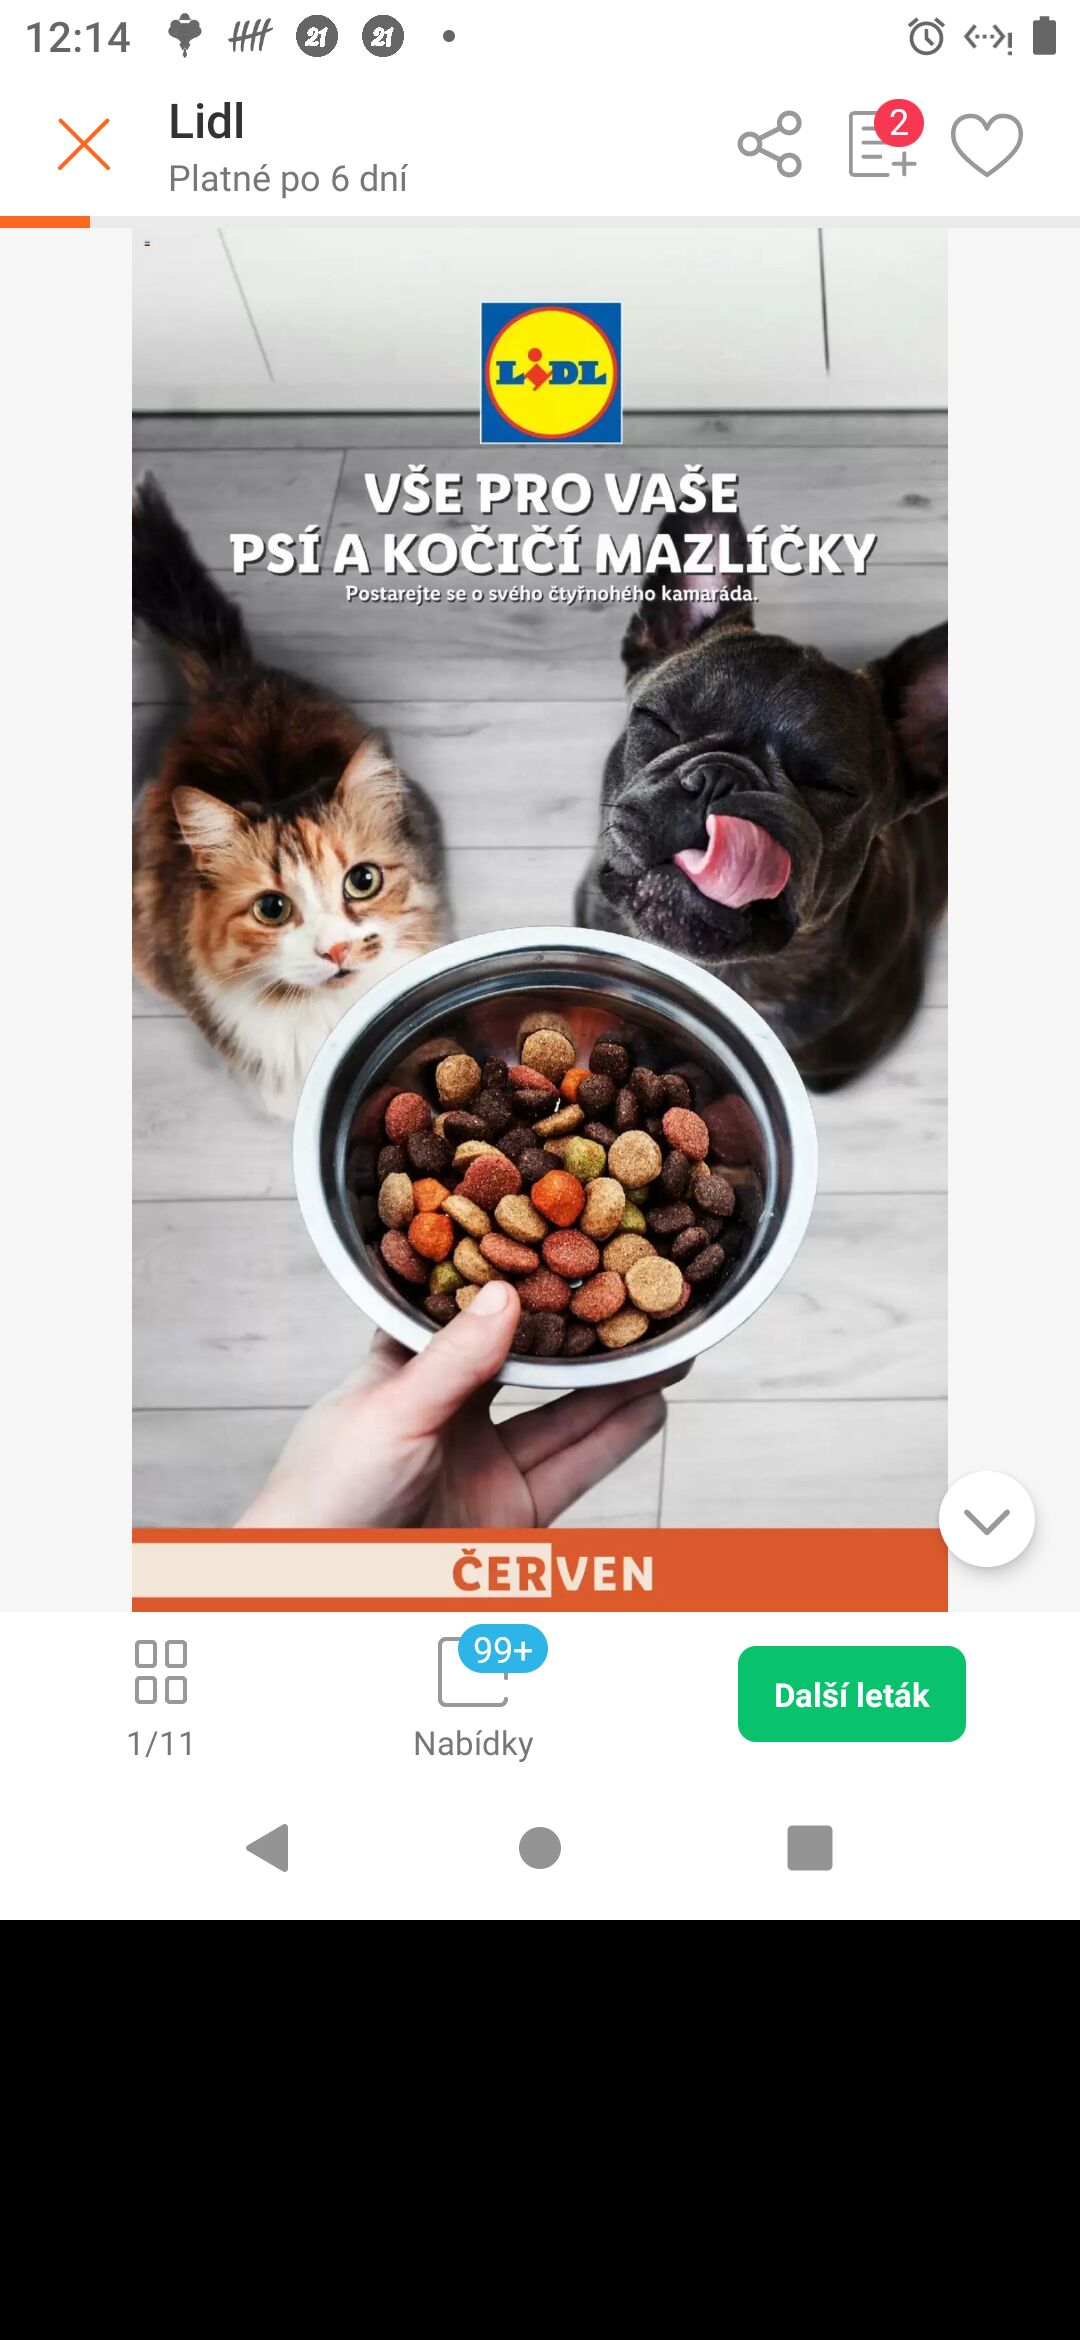 12:14
21 21
Lidl
Platné po 6 dní
2
LIDL
VŠE PRO VAŠE
PSÍ A KOČIČÍ MAZLÍČKY
Postarejte se o svého čtyřnohého kamaráda.
ČERVEN
99+
1/11
Nabídky
Další leták